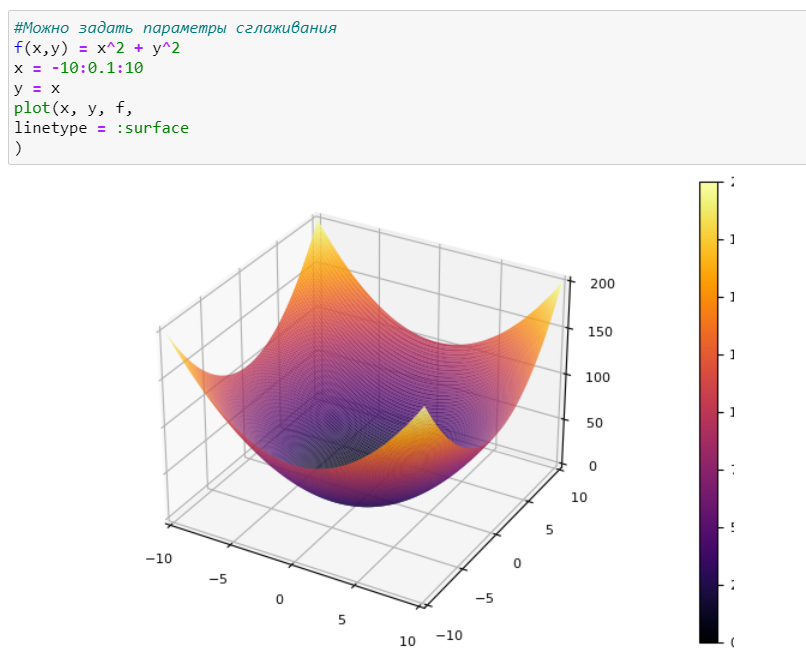 #Можно задать параметры сглаживания
f(x,y) = x^2 + y^2
x = -10:0.1:10
y = x
plot(x, y, f,
linetype = :surface
)
200
150
100
50
0
10
5
0
−5
−10
−10
−5
0
5
10